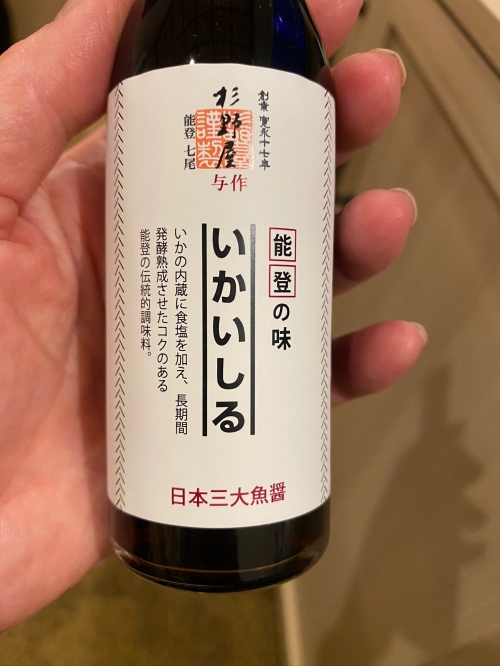 創業 寛永十七年
杉野屋
与作
謹製
能登 七尾
能登の味
いかいしる
いかの内蔵に食塩を加え、長期間
発酵熟成させたコクのある
能登の伝統的調味料。
日本三大魚醤